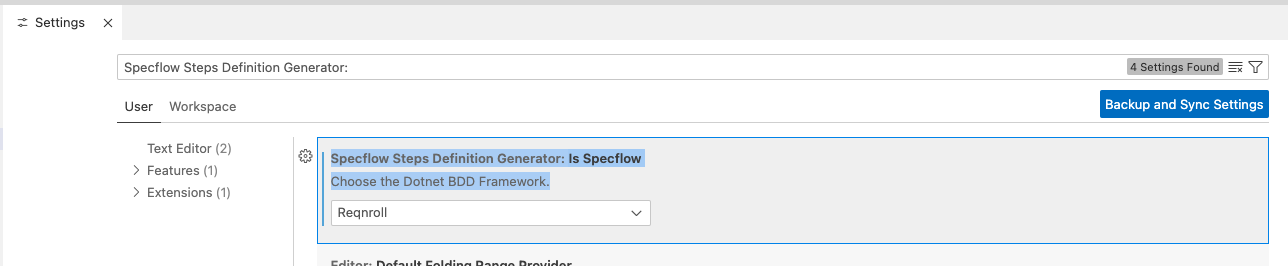 Settings
Specflow Steps Definition Generator:
4 Settings Found
User
Workspace
Backup and Sync Settings
Text Editor (2)
Features (1)
Extensions (1)
Specflow Steps Definition Generator: Is Specflow
Choose the Dotnet BDD Framework.
Reqnroll
Editor: Default Folding Range Provider